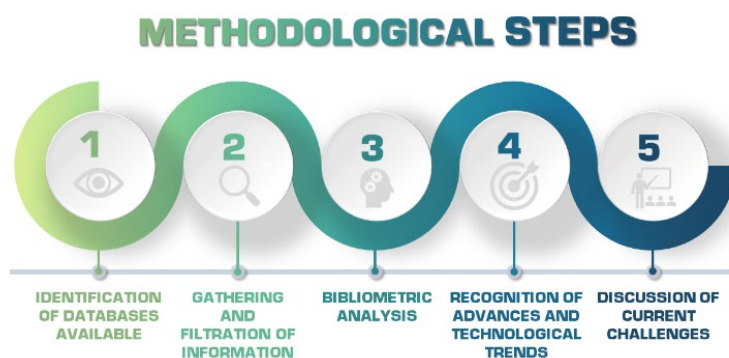 METHODOLOGICAL STEPS
1
2
3
4
5
IDENTIFICATION
OF DATABASES
AVAILABLE
GATHERING
AND
FILTRATION OF
INFORMATION
BIBLIOMETRIC
ANALYSIS
RECOGNITION OF
ADVANCES AND
TECHNOLOGICAL
TRENDS
DISCUSSION OF
CURRENT
CHALLENGES